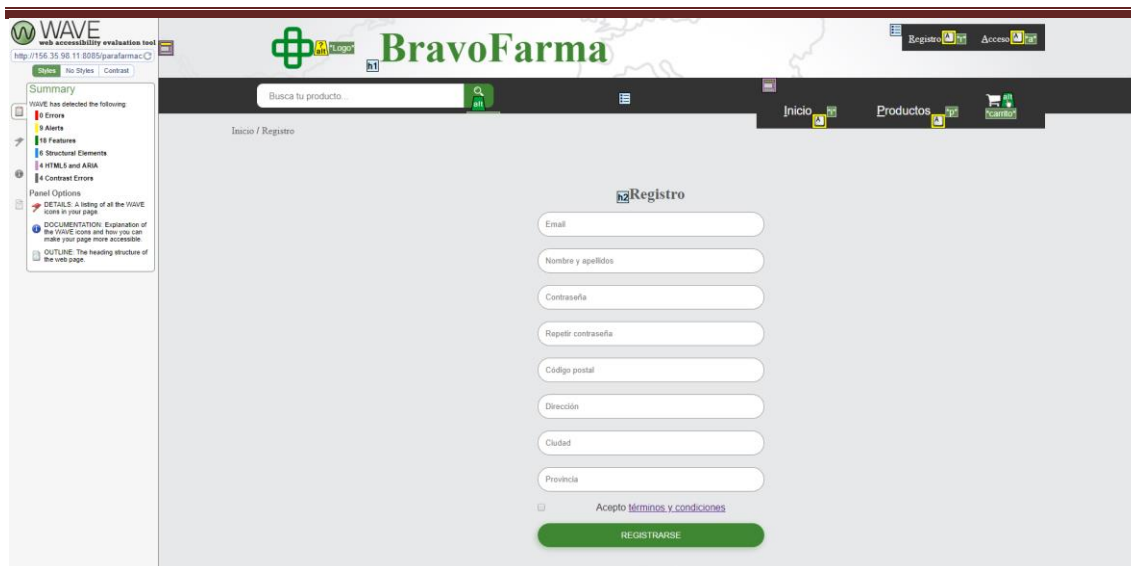 WAVE
web accessibility evaluation tool
http://156.35.98.11:8085/parafarmac
Styles No Styles Contrast
Summary
WAVE has detected the following:
0 Errors
9 Alerts
18 Features
6 Structural Elements
4 HTML5 and ARIA
4 Contrast Errors
Panel Options
DETAILS: A listing of all the WAVE
icons in your page.
DOCUMENTATION: Explanation of
the WAVE icons and how you can
make your page more accessible.
OUTLINE: The heading structure of
the web page.
alt *Logo* h1 BravoFarma
Registro Acceso *a*
Busca tu producto...
alt
Inicio Productos *p* alt *carrito*
Inicio / Registro
h2 Registro
Email
Nombre y apellidos
Contraseña
Repetir contraseña
Código postal
Dirección
Ciudad
Provincia
Acepto términos y condiciones
REGISTRARSE